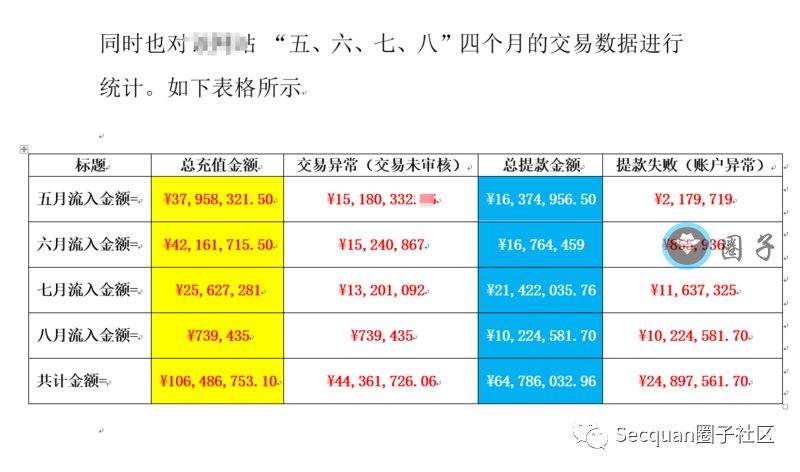 同时也对 “五、六、七、八”四个月的交易数据进行
统计。如下表格所示
标题 总充值金额 交易异常（交易未审核） 总提款金额 提款失败（账户异常）
五月流入金额= ¥37,958,321.50 ¥15,180,332. ¥16,374,956.50 ¥2,179,719
六月流入金额= ¥42,161,715.50 ¥15,240,867 ¥16,764,459
七月流入金额= ¥25,627,281 ¥13,201,092 ¥21,422,035.76 ¥11,637,325
八月流入金额= ¥739,435 ¥739,435 ¥10,224,581.70 ¥10,224,581.70
共计金额= ¥106,486,753.10 ¥44,361,726.06 ¥64,786,032.96 ¥24,897,561.70
圈子
Secquan圈子社区